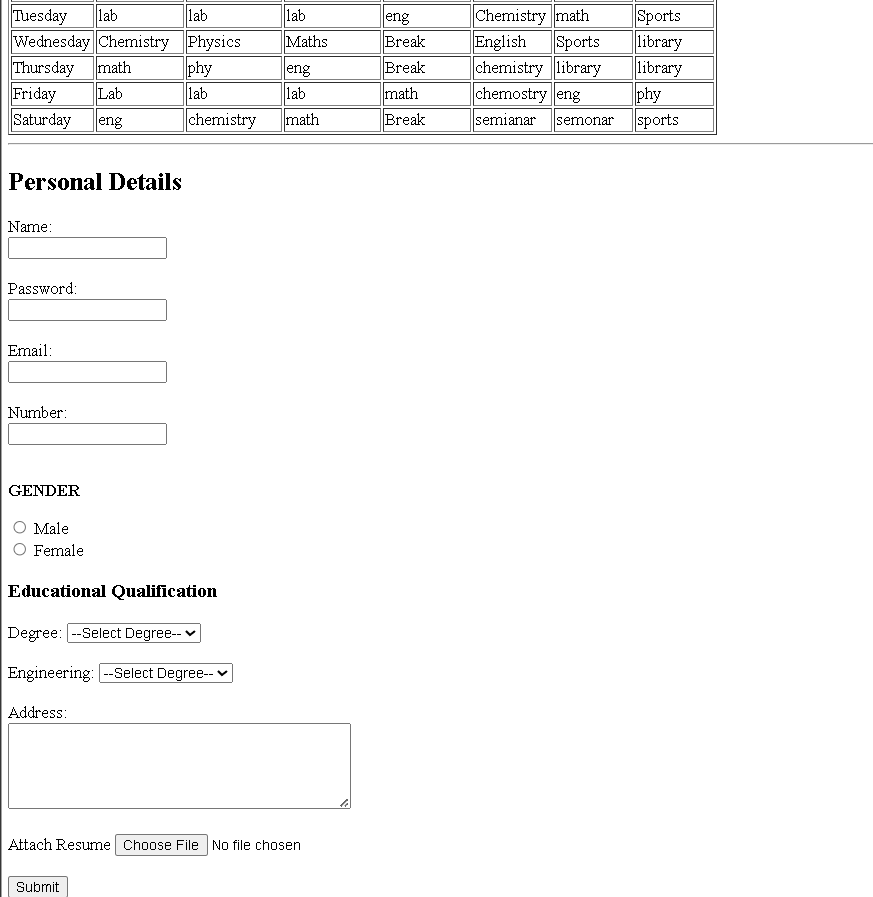 Tuesday lab lab lab eng Chemistry math Sports
Wednesday Chemistry Physics Maths Break English Sports library
Thursday math phy eng Break chemistry library library
Friday Lab lab lab math chemostry eng phy
Saturday eng chemistry math Break semianar semonar sports
Personal Details
Name:
Password:
Email:
Number:
GENDER
Male
Female
Educational Qualification
Degree: --Select Degree--
Engineering: --Select Degree--
Address:
Attach Resume Choose File No file chosen
Submit